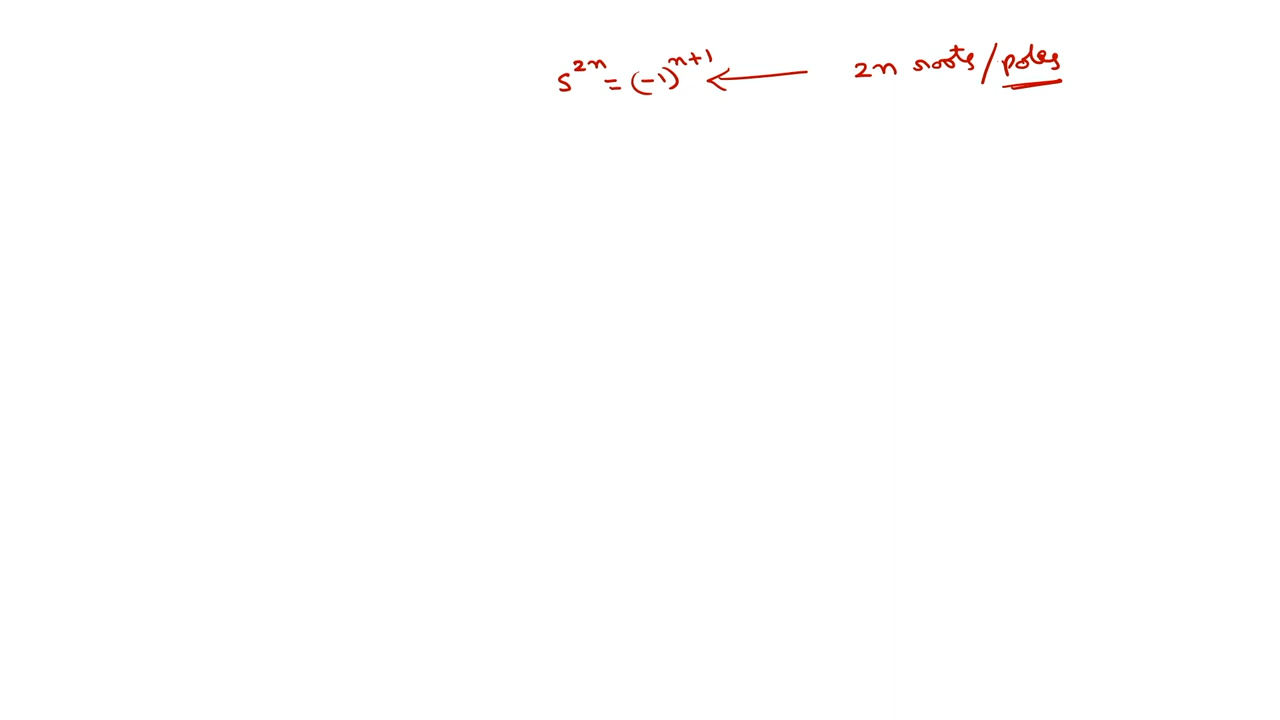 s^{2n} = (-1)^{n+1} ← 2n roots/poles